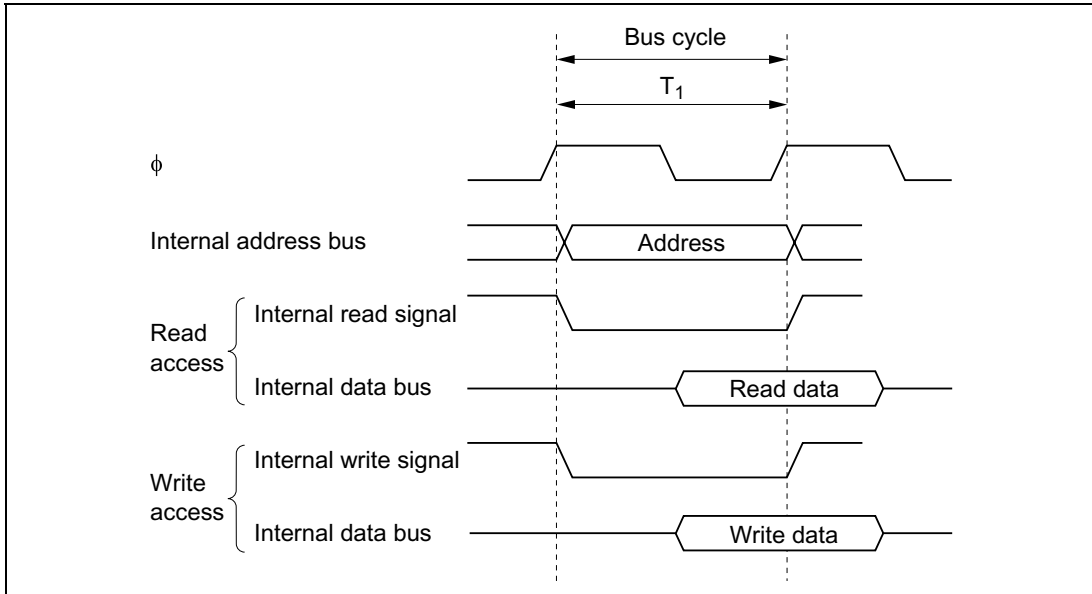 Bus cycle
T₁
ϕ
Internal address bus
Address
Read access
Internal read signal
Internal data bus
Read data
Write access
Internal write signal
Internal data bus
Write data